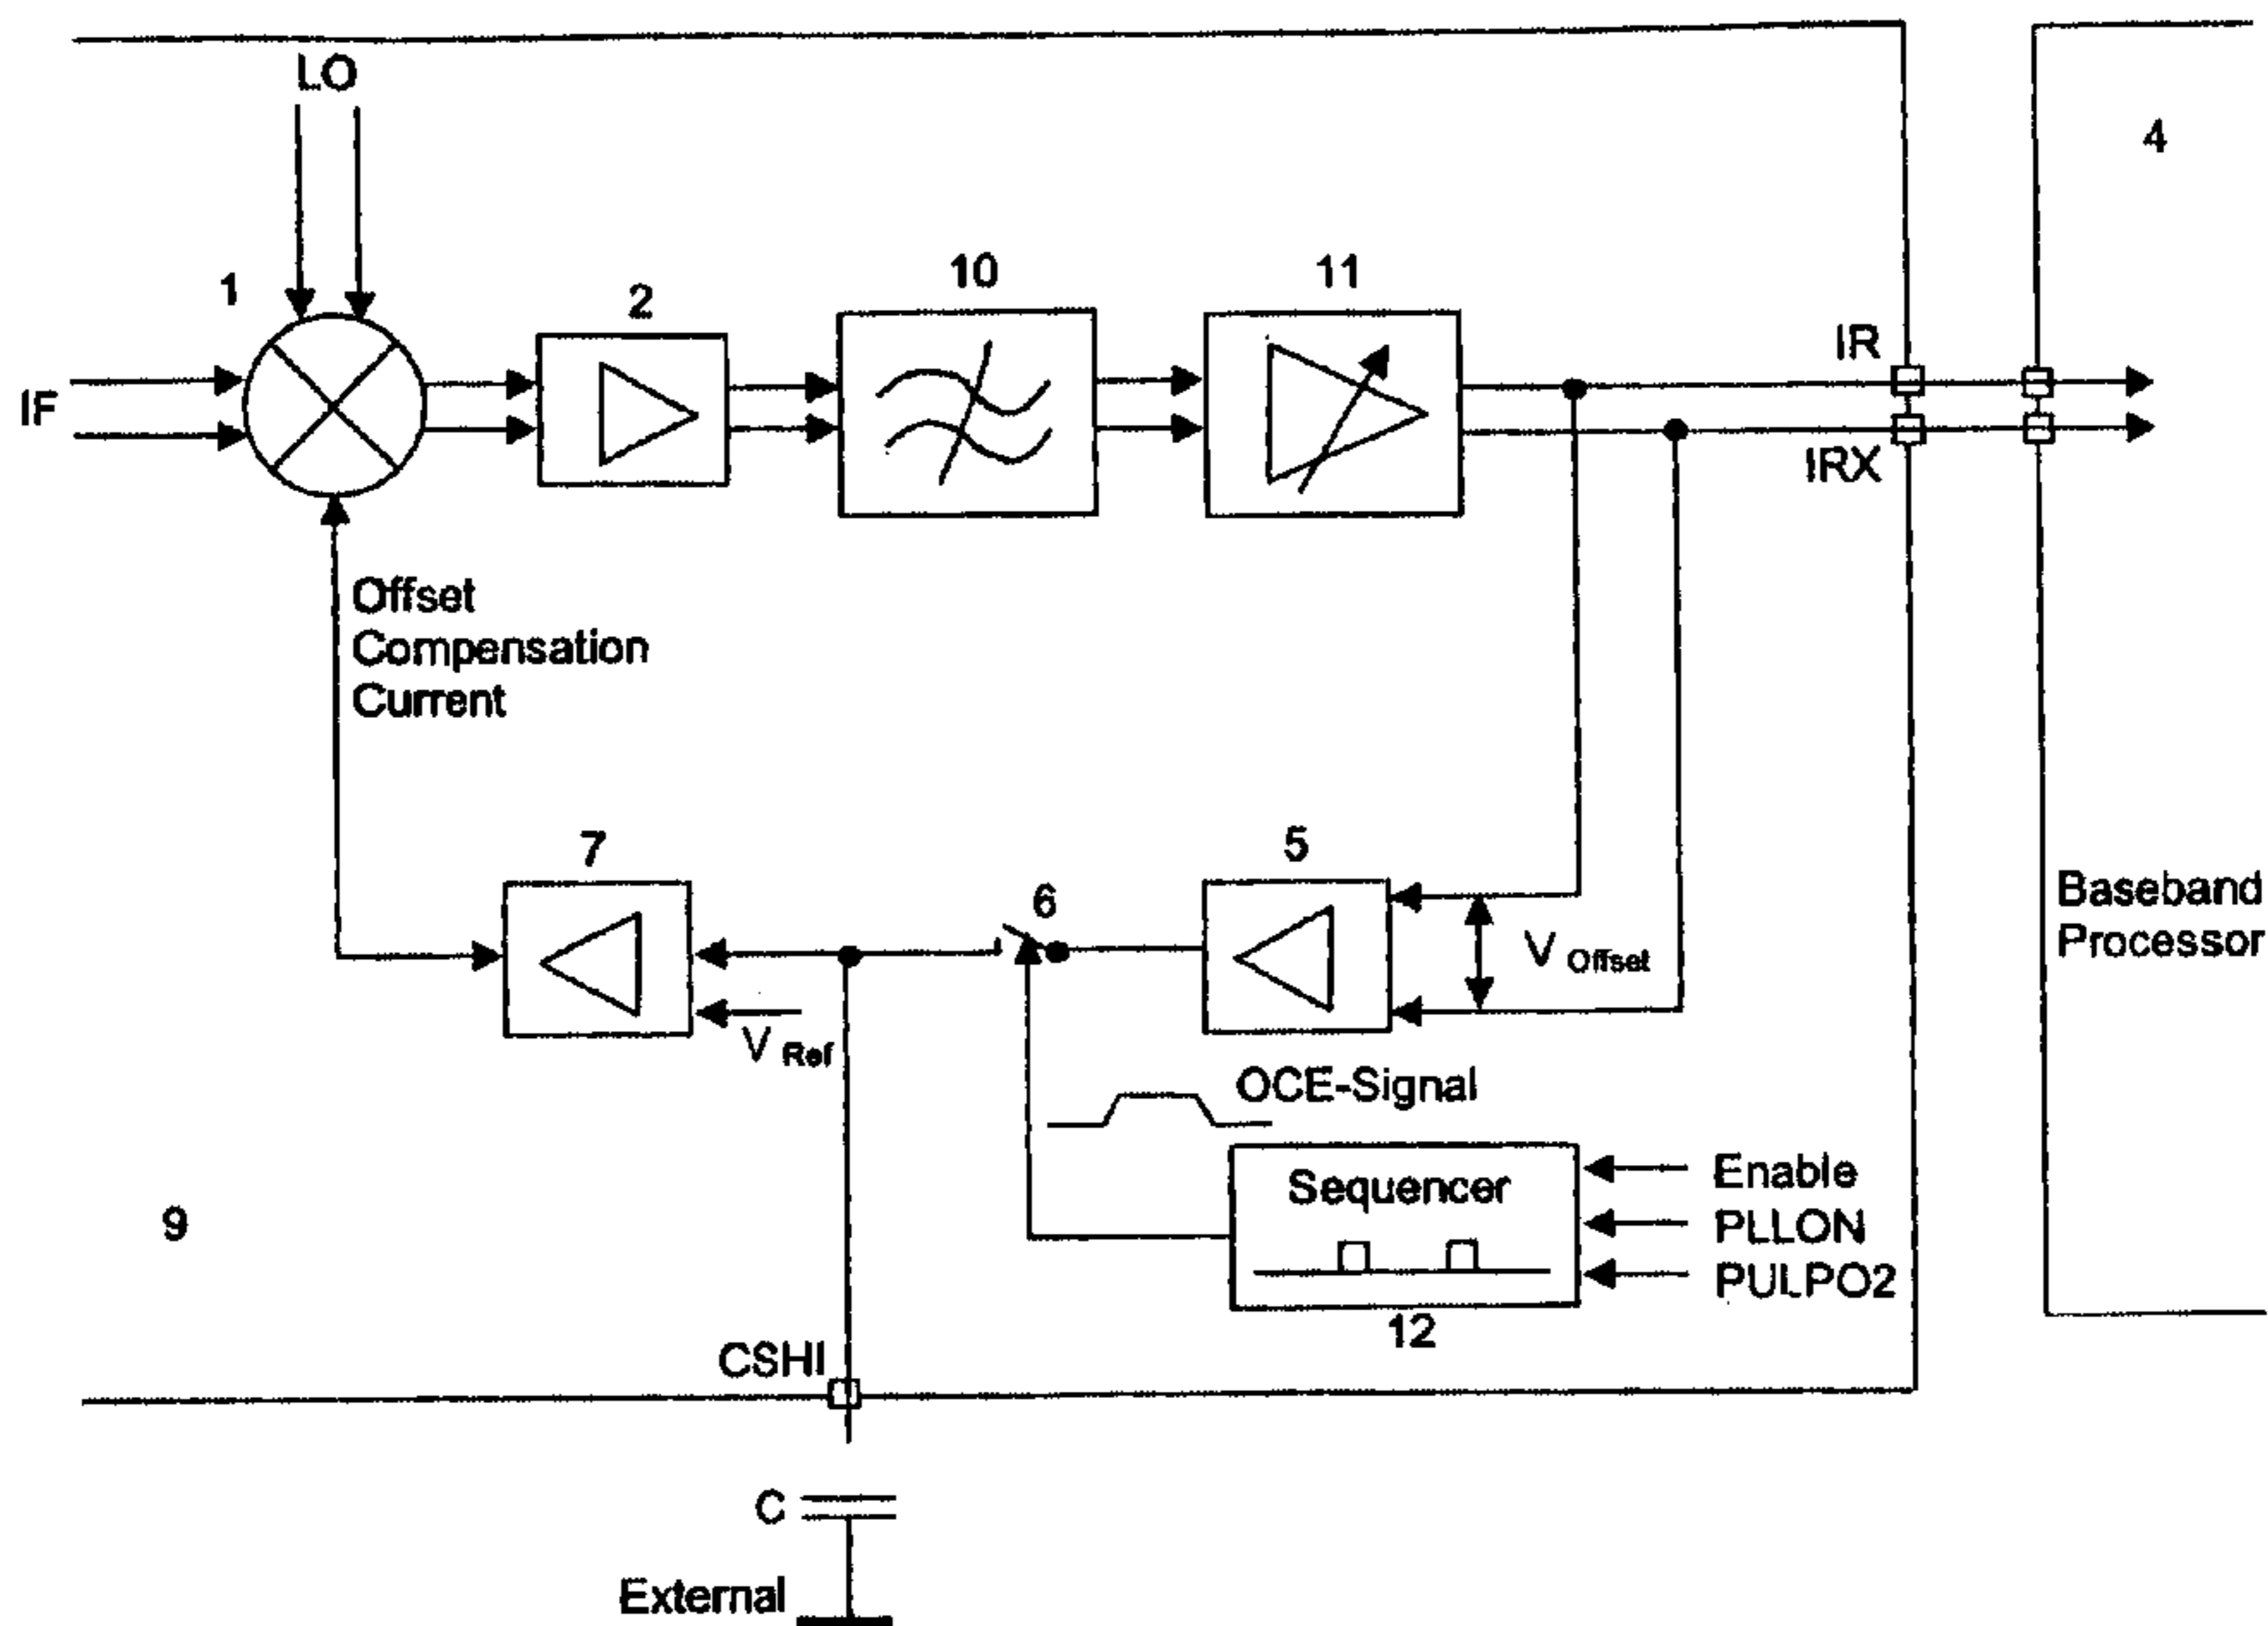 LO
4
1
2
10
11
IR
IF
IRX
Offset
Compensation
Current
7
6
5
Baseband
Processor
V Offset
V Ref
OCE-Signal
Sequencer
Enable
PLLON
PULPO2
9
12
CSHI
C
External